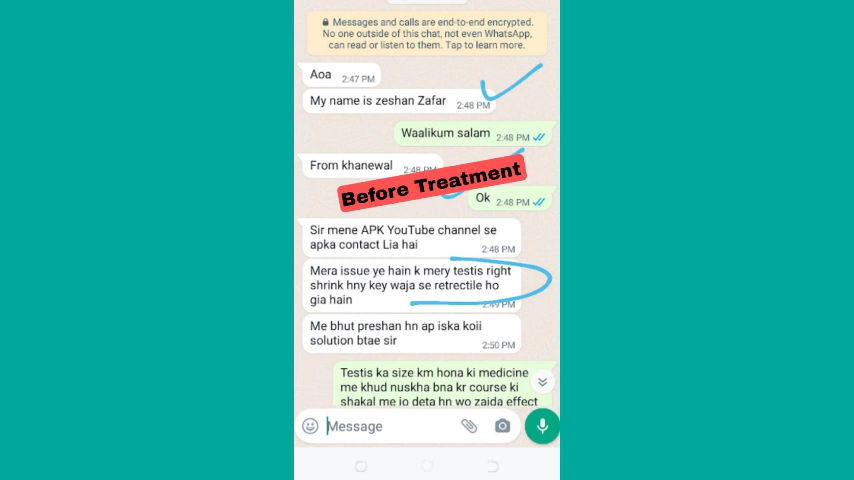 Messages and calls are end-to-end encrypted.
No one outside of this chat, not even WhatsApp,
can read or listen to them. Tap to learn more.
Aoa 2:47 PM
My name is zeshan Zafar 2:48 PM
Waalikum salam 2:48 PM
From khanewal 2:48 PM
Before Treatment
Ok 2:48 PM
Sir mene APK YouTube channel se
apka contact Lia hai 2:48 PM
Mera issue ye hain k mery testis right
shrink hny key waja se retrectile ho
gia hain 2:49 PM
Me bhut preshan hn ap iska koii
solution btae sir 2:50 PM
Testis ka size km hona ki medicine
me khud nuskha bna kr course ki
shakal me jo deta hn wo zaida effect
Message